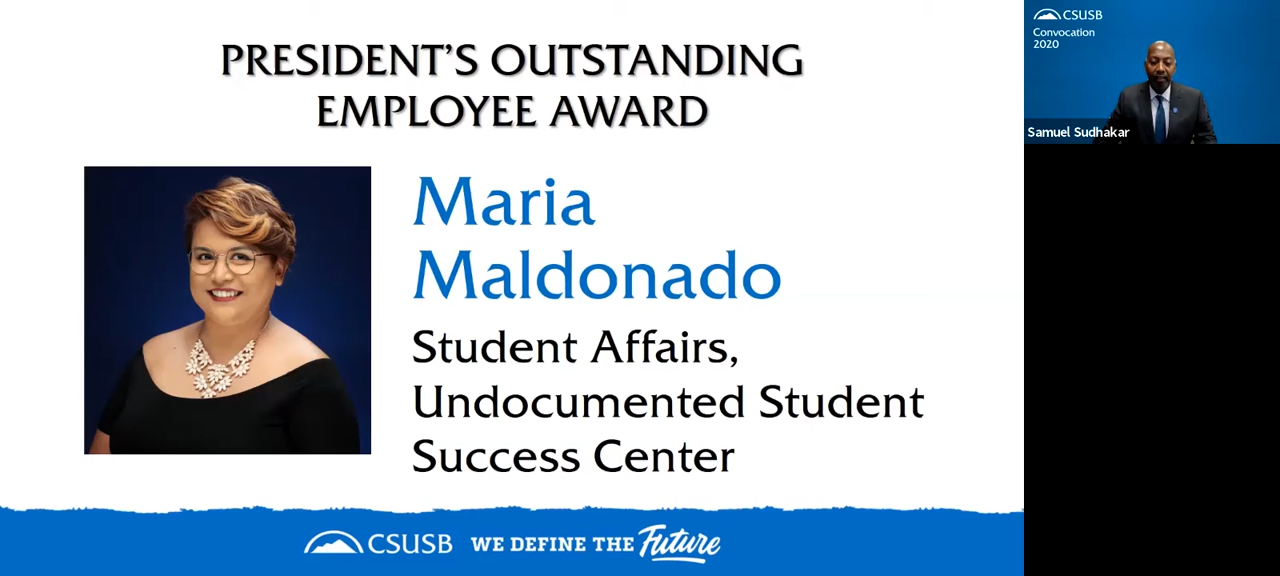 PRESIDENT'S OUTSTANDING
EMPLOYEE AWARD
Maria
Maldonado
Student Affairs,
Undocumented Student
Success Center
CSUSB WE DEFINE THE Future
CSUSB
Convocation
2020
Samuel Sudhakar